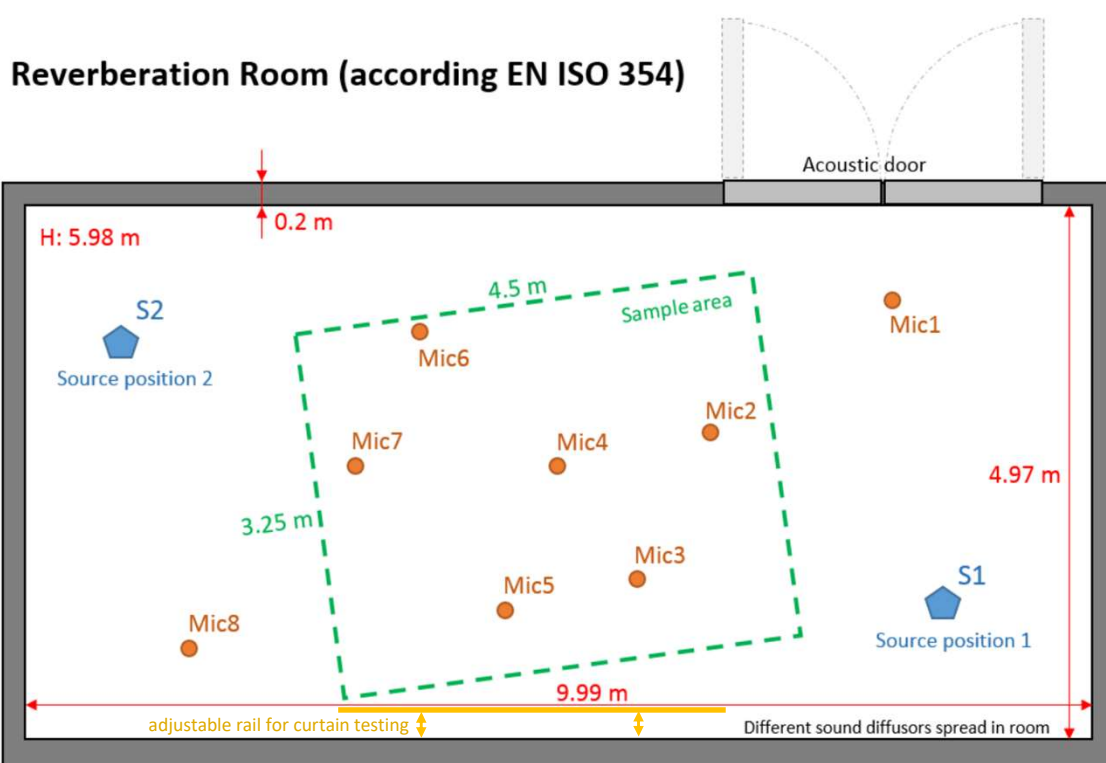 Reverberation Room (according EN ISO 354)
Acoustic door
0.2 m
H: 5.98 m
4.5 m
Sample area
S2
Source position 2
Mic1
Mic6
Mic2
Mic7
Mic4
4.97 m
3.25 m
Mic3
S1
Mic5
Source position 1
Mic8
9.99 m
adjustable rail for curtain testing
Different sound diffusors spread in room